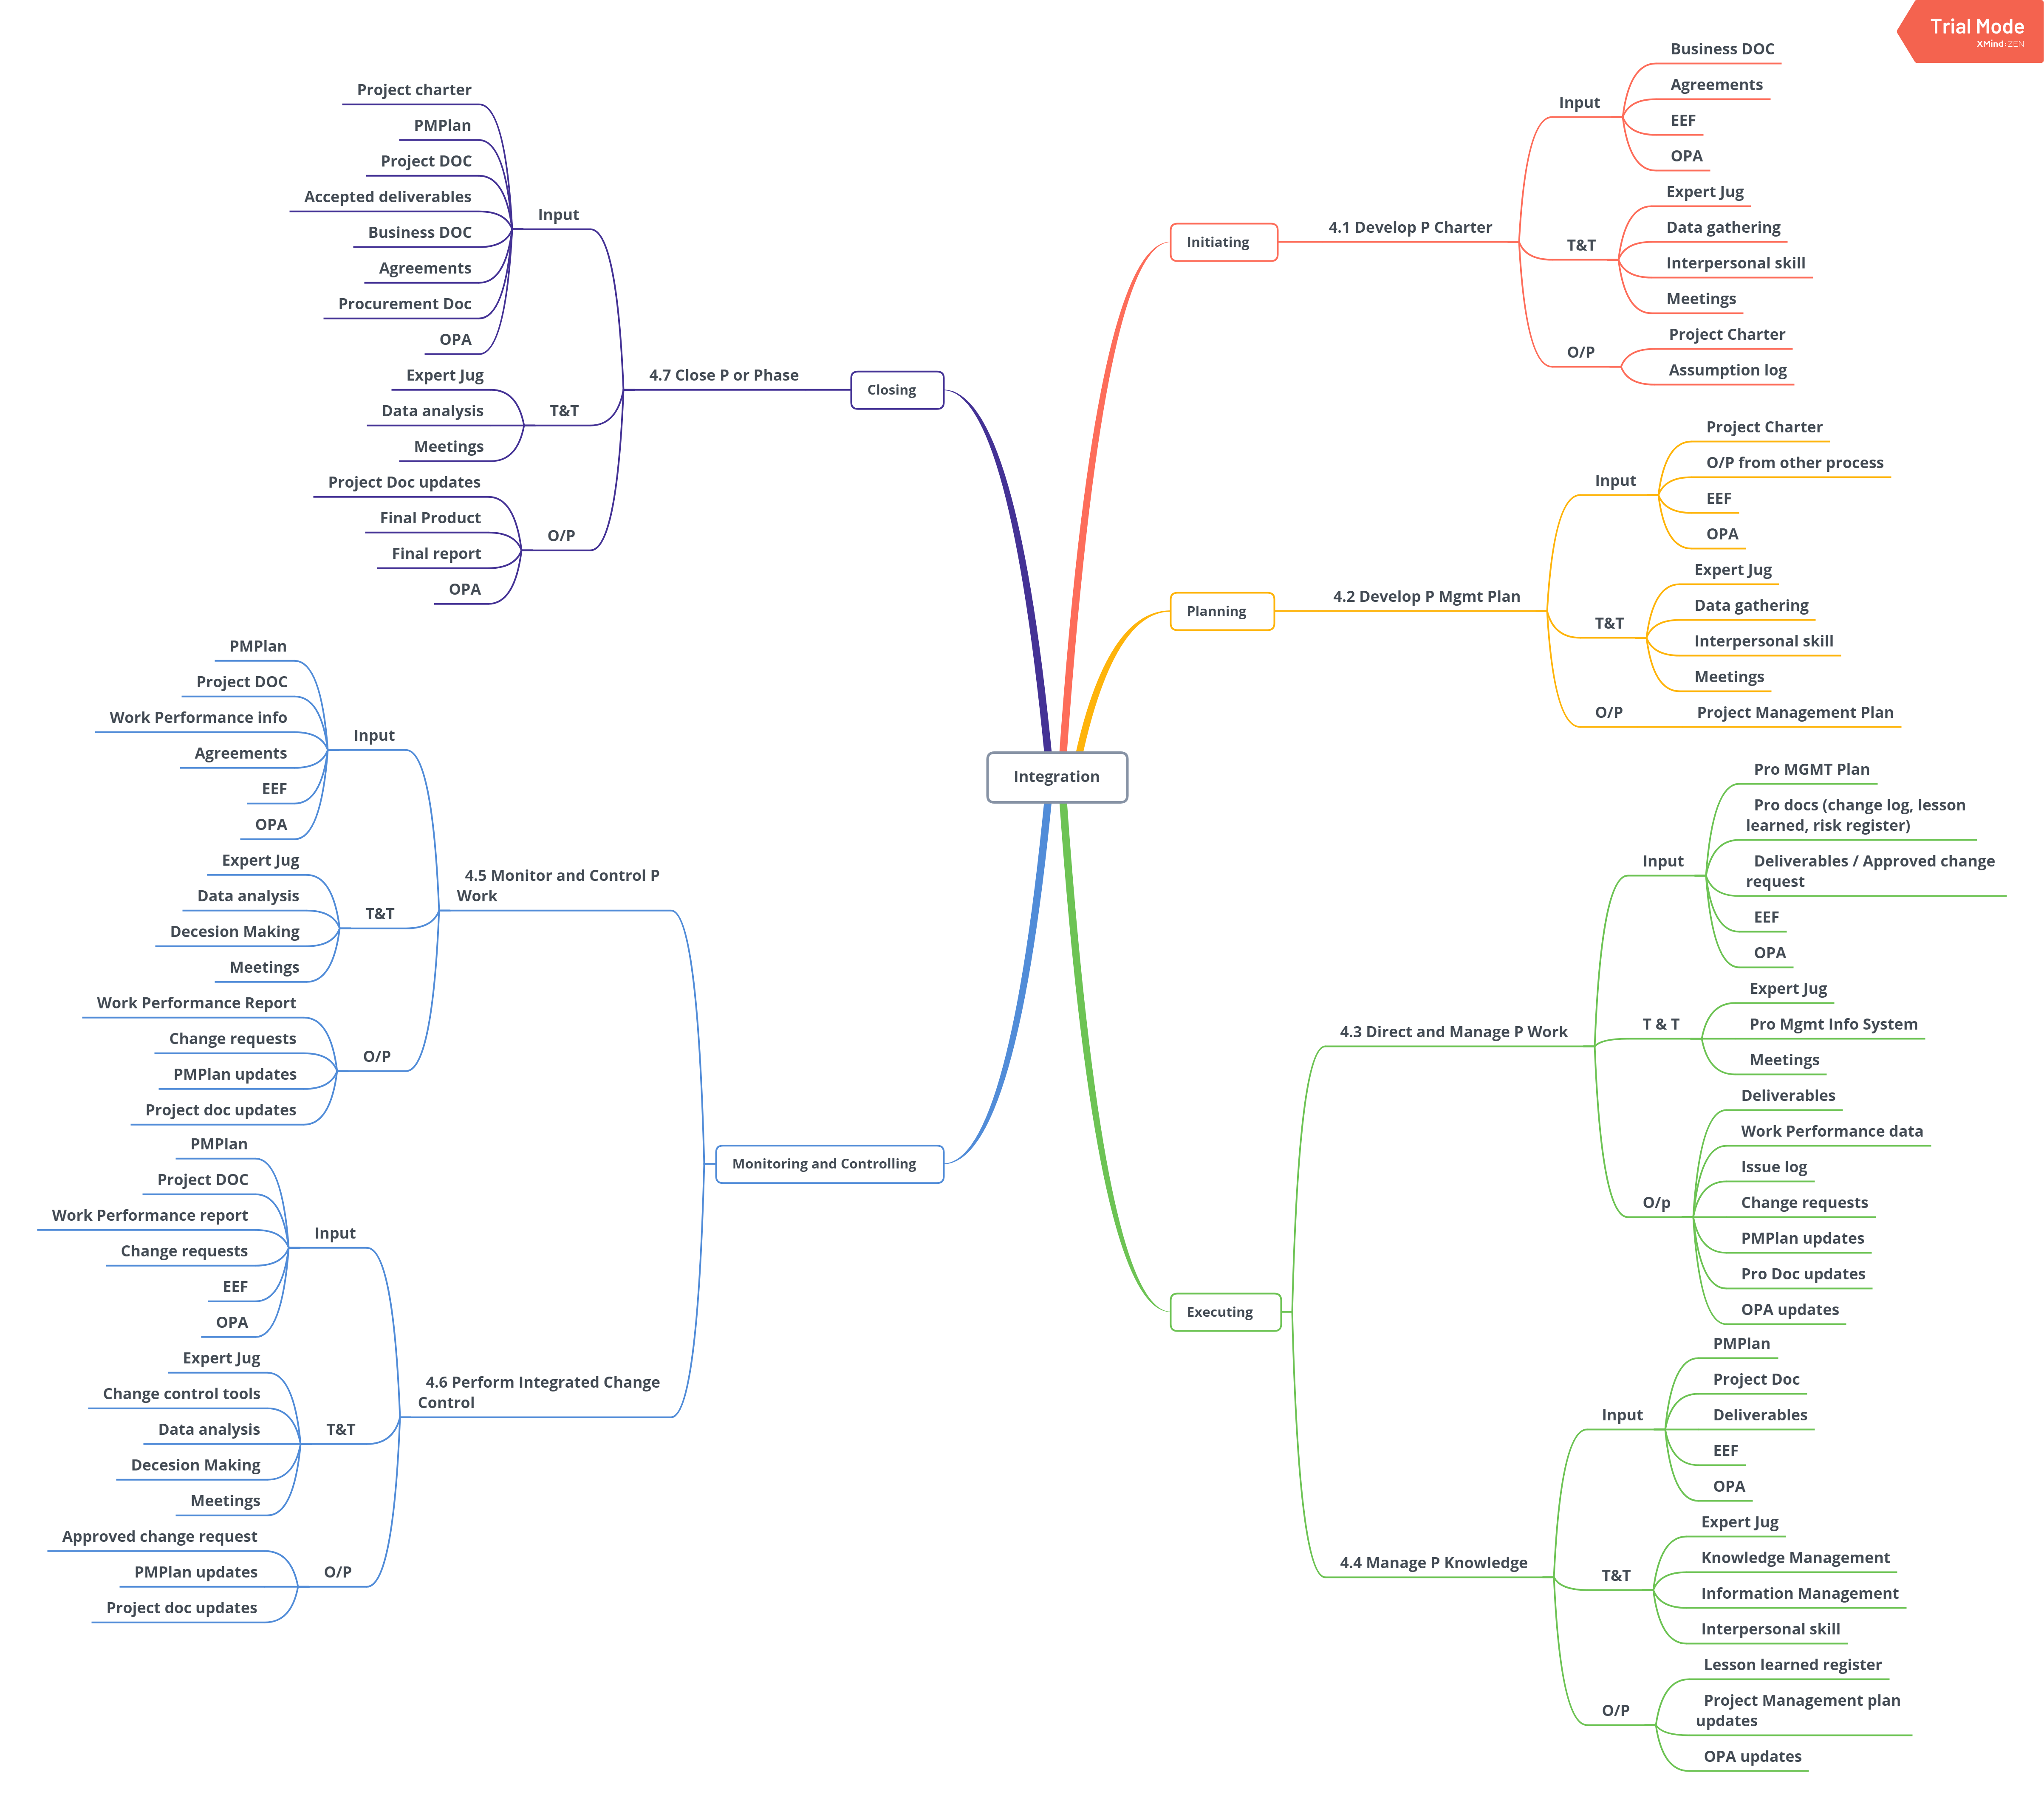 Trial Mode
XMind:ZEN
Integration
Initiating
4.1 Develop P Charter
Input
Business DOC
Agreements
EEF
OPA
T&T
Expert Jug
Data gathering
Interpersonal skill
Meetings
O/P
Project Charter
Assumption log
Planning
4.2 Develop P Mgmt Plan
Input
Project Charter
O/P from other process
EEF
OPA
T&T
Expert Jug
Data gathering
Interpersonal skill
Meetings
O/P
Project Management Plan
Executing
4.3 Direct and Manage P Work
Input
Pro MGMT Plan
Pro docs (change log, lesson
learned, risk register)
Deliverables / Approved change
request
EEF
OPA
T & T
Expert Jug
Pro Mgmt Info System
Meetings
O/p
Deliverables
Work Performance data
Issue log
Change requests
PMPlan updates
Pro Doc updates
OPA updates
4.4 Manage P Knowledge
Input
PMPlan
Project Doc
Deliverables
EEF
OPA
T&T
Expert Jug
Knowledge Management
Information Management
Interpersonal skill
O/P
Lesson learned register
Project Management plan
updates
OPA updates
Monitoring and Controlling
4.5 Monitor and Control P
Work
Input
PMPlan
Project DOC
Work Performance info
Agreements
EEF
OPA
T&T
Expert Jug
Data analysis
Decesion Making
Meetings
O/P
Work Performance Report
Change requests
PMPlan updates
Project doc updates
4.6 Perform Integrated Change
Control
Input
PMPlan
Project DOC
Work Performance report
Change requests
EEF
OPA
T&T
Expert Jug
Change control tools
Data analysis
Decesion Making
Meetings
O/P
Approved change request
PMPlan updates
Project doc updates
Closing
4.7 Close P or Phase
Input
Project charter
PMPlan
Project DOC
Accepted deliverables
Business DOC
Agreements
Procurement Doc
OPA
T&T
Expert Jug
Data analysis
Meetings
O/P
Project Doc updates
Final Product
Final report
OPA